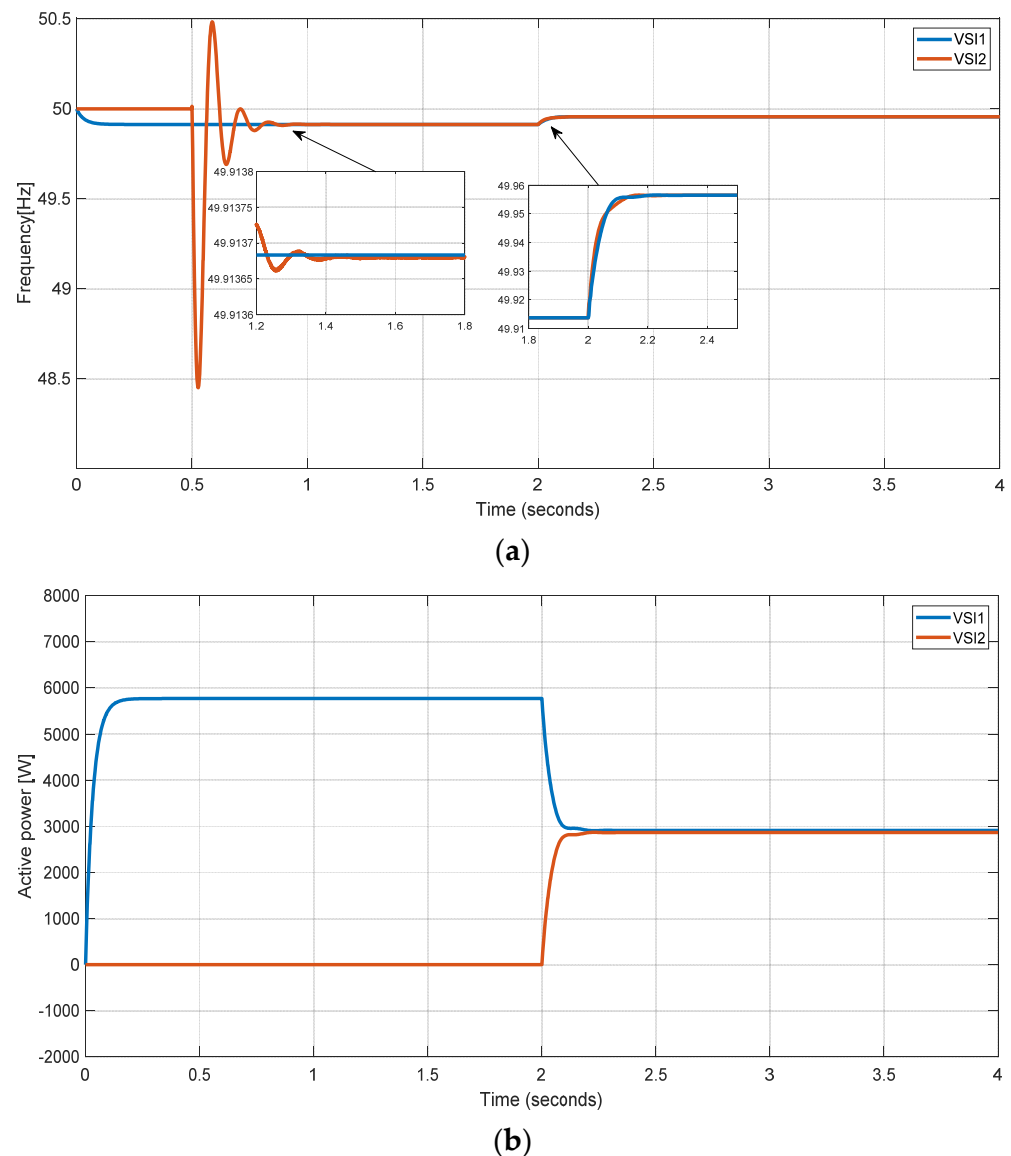 50.5
50
49.5
49
48.5
Frequency[Hz]
VSI1
VSI2
49.9138
49.91375
49.9137
49.91365
49.9136
1.2 1.4 1.6 1.8
49.96
49.95
49.94
49.93
49.92
49.91
1.8 2 2.2 2.4
0 0.5 1 1.5 2 2.5 3 3.5 4
Time (seconds)
(a)
8000
7000
6000
5000
4000
3000
2000
1000
0
-1000
-2000
Active power [W]
VSI1
VSI2
0 0.5 1 1.5 2 2.5 3 3.5 4
Time (seconds)
(b)